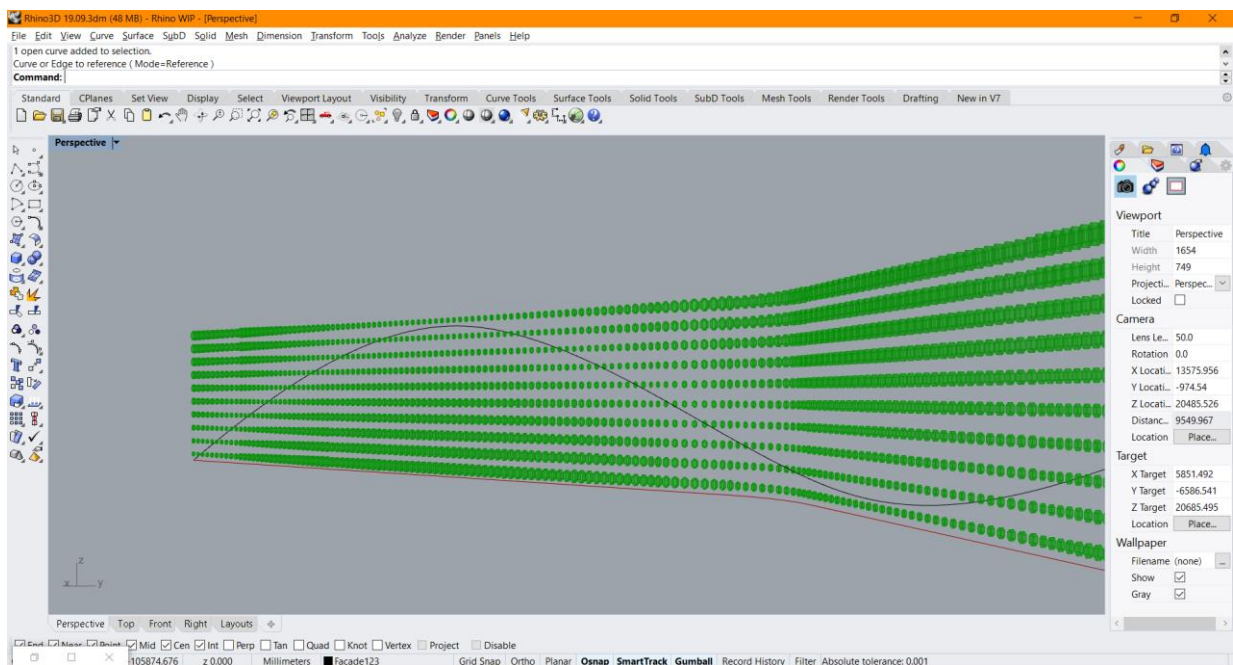 Rhino3D 19.09.3dm (48 MB) - Rhino WIP - [Perspective]
File Edit View Curve Surface SubD Solid Mesh Dimension Transform Tools Analyze Render Panels Help
1 open curve added to selection.
Curve or Edge to reference ( Mode=Reference )
Command:
Standard CPlanes Set View Display Select Viewport Layout Visibility Transform Curve Tools Surface Tools Solid Tools SubD Tools Mesh Tools Render Tools Drafting New in V7
Perspective
Viewport
Title Perspective
Width 1654
Height 749
Projecti... Perspec...
Locked
Camera
Lens Le... 50.0
Rotation 0.0
X Locati... 13575.956
Y Locati... -974.54
Z Locati... 20485.526
Distanc... 9549.967
Location Place...
Target
X Target 5851.492
Y Target -6586.541
Z Target 20685.495
Location Place...
Wallpaper
Filename (none) ...
Show
Gray
z
x y
Perspective Top Front Right Layouts
End Near Point Mid Cen Int Perp Tan Quad Knot Vertex Project Disable
105874.676 z 0.000 Millimeters Facade123 Grid Snap Ortho Planar Osnap SmartTrack Gumball Record History Filter Absolute tolerance: 0.001